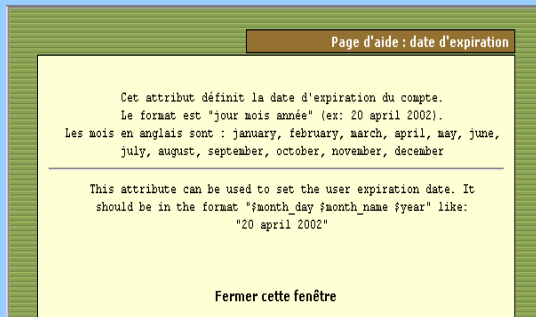 Page d'aide : date d'expiration
Cet attribut définit la date d'expiration du compte.
Le format est "jour mois année" (ex: 20 april 2002).
Les mois en anglais sont : january, february, march, april, may, june,
july, august, september, october, november, december
This attribute can be used to set the user expiration date. It
should be in the format "$month_day $month_name $year" like:
"20 april 2002"
Fermer cette fenêtre